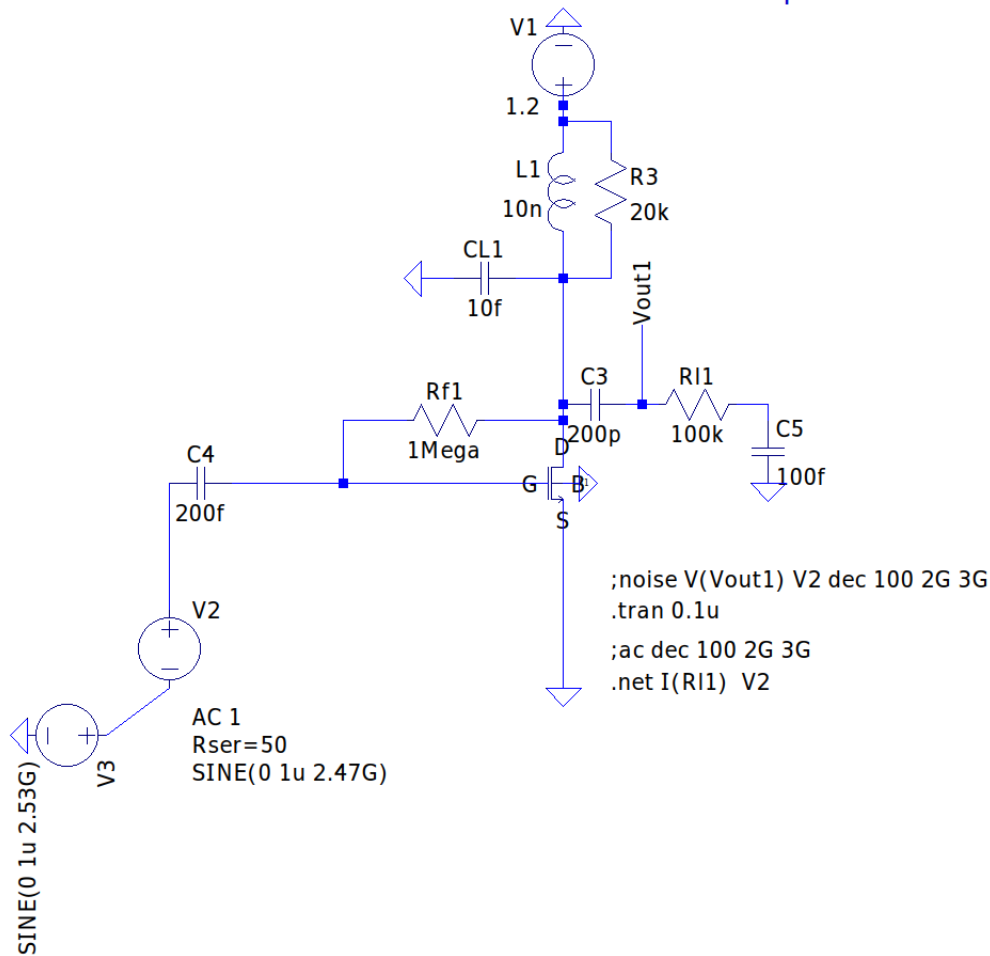 V1
1.2
L1
10n
R3
20k
CL1
10f
Vout1
C3
200p
Rl1
100k
C5
100f
Rf1
1Mega
D
G
B
S
C4
200f
V2
AC 1
Rser=50
SINE(0 1u 2.47G)
V3
SINE(0 1u 2.53G)
;noise V(Vout1) V2 dec 100 2G 3G
.tran 0.1u
;ac dec 100 2G 3G
.net I(Rl1) V2